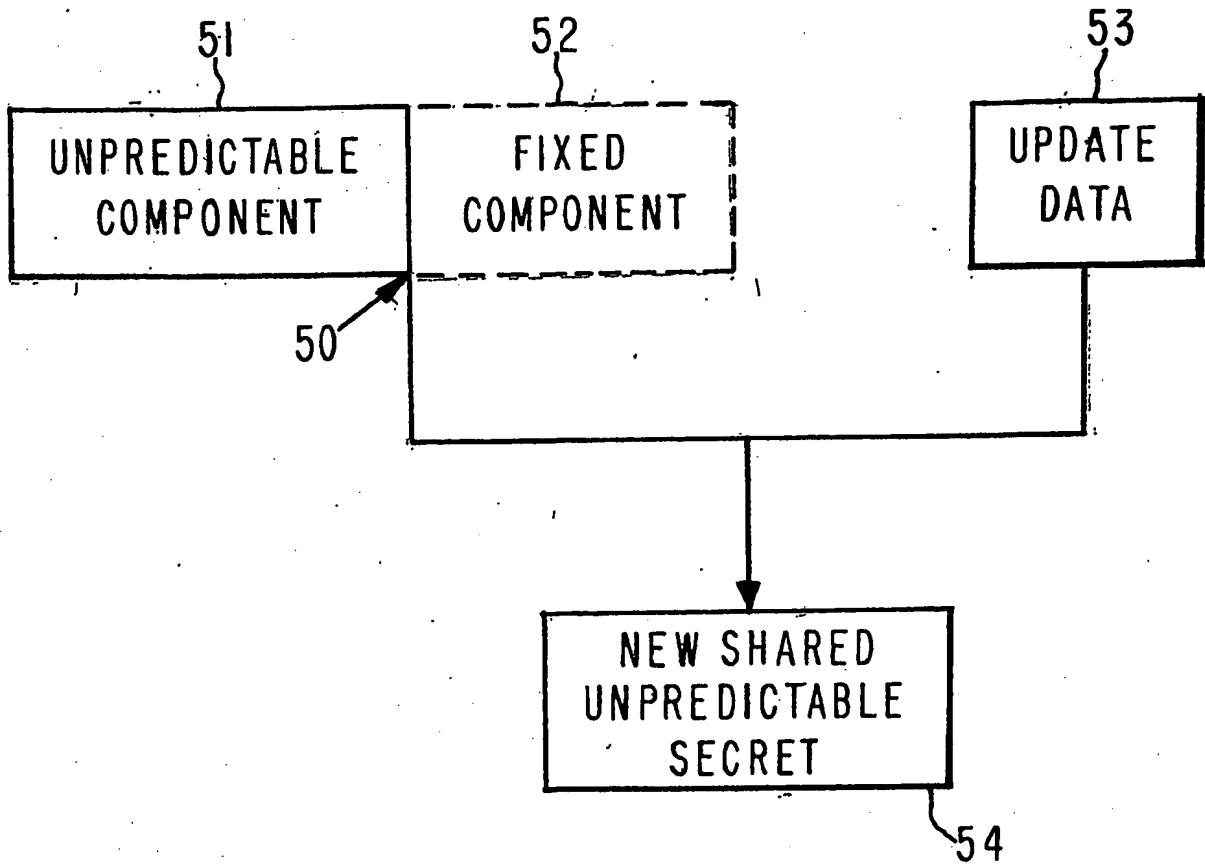 51
52
53
UNPREDICTABLE
COMPONENT
FIXED
COMPONENT
UPDATE
DATA
50
NEW SHARED
UNPREDICTABLE
SECRET
54